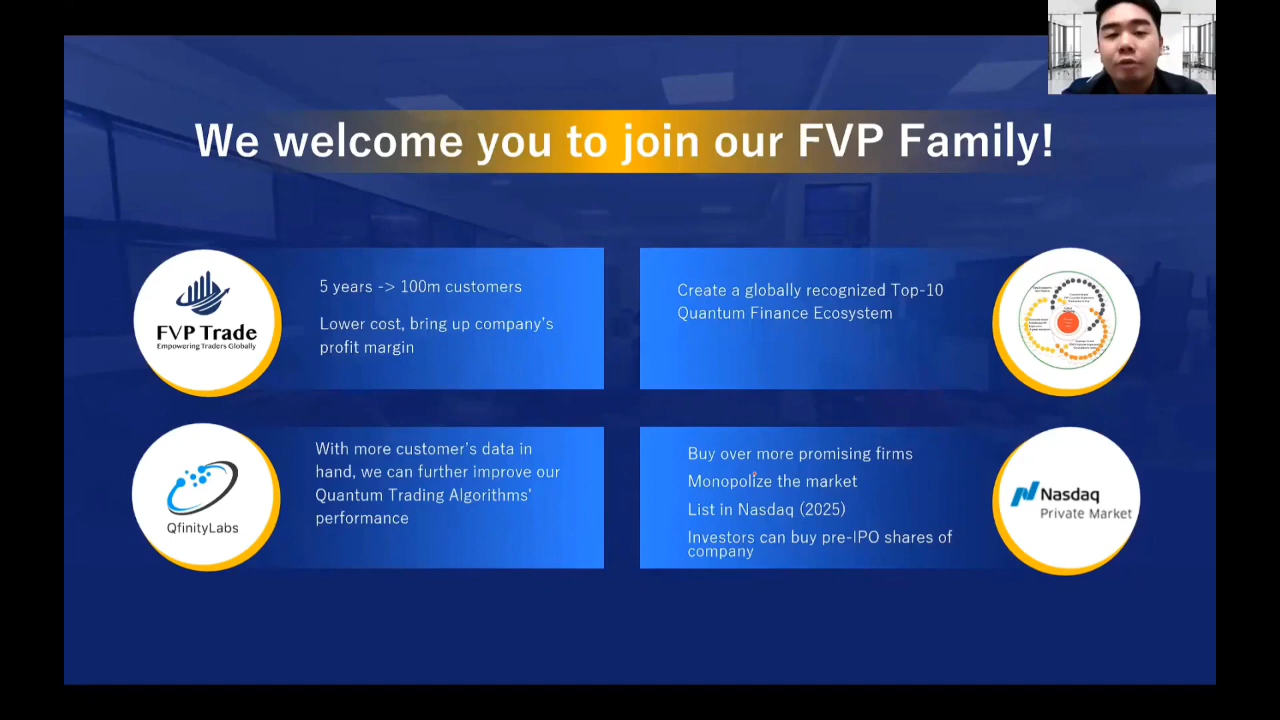 We welcome you to join our FVP Family!
5 years -> 100m customers
Lower cost, bring up company's
profit margin
FVP Trade
Empowering Traders Globally
Create a globally recognized Top-10
Quantum Finance Ecosystem
With more customer's data in
hand, we can further improve our
Quantum Trading Algorithms'
performance
QfinityLabs
Buy over more promising firms
Monopolize the market
List in Nasdaq (2025)
Investors can buy pre-IPO shares of
company
Nasdaq
Private Market